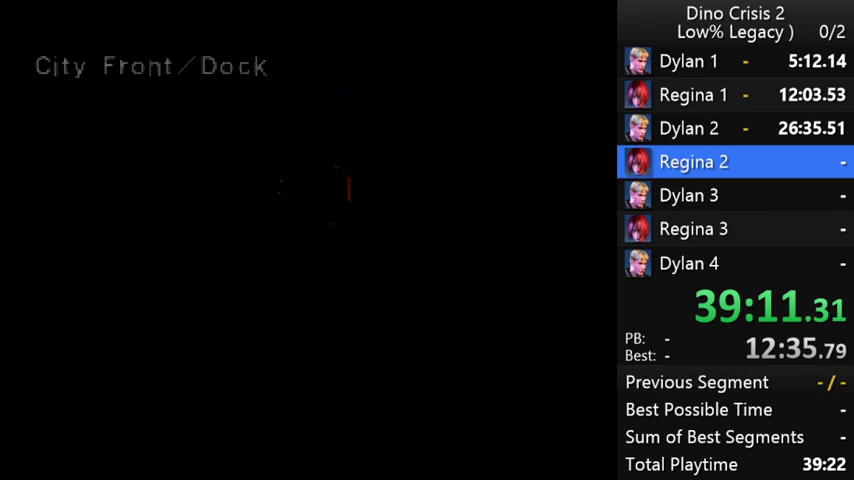 City Front/Dock
Dino Crisis 2
Low% Legacy ) 0/2
Dylan 1 - 5:12.14
Regina 1 - 12:03.53
Dylan 2 - 26:35.51
Regina 2 -
Dylan 3 -
Regina 3 -
Dylan 4 -
39:11.31
PB: -
Best: -
12:35.79
Previous Segment - / -
Best Possible Time -
Sum of Best Segments -
Total Playtime 39:22